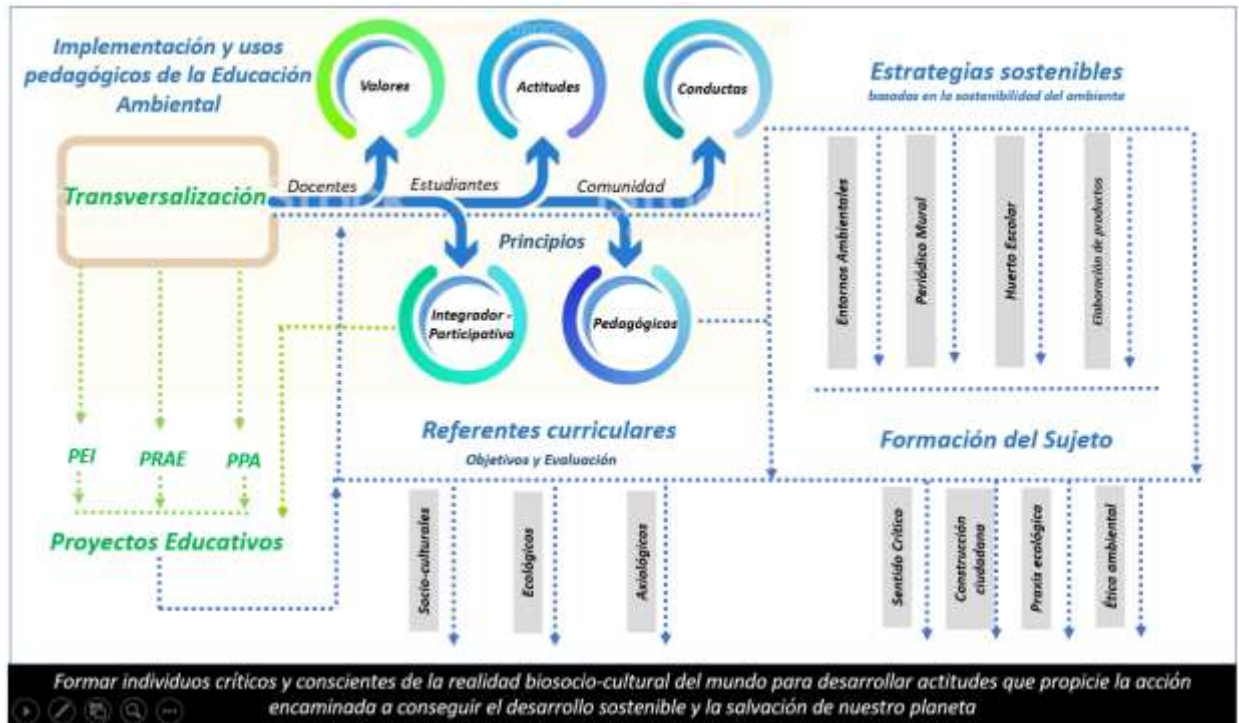 Implementación y usos
pedagógicos de la Educación
Ambiental
Valores
Actitudes
Conductas
Estrategias sostenibles
basadas en la sostenibilidad del ambiente
Transversalización
Docentes
Estudiantes
Comunidad
Principios
Integrador -
Participativo
Pedagógicos
Entornos Ambientales
Periódico Mural
Huerto Escolar
Elaboración de productos
PEI
PRAE
PPA
Proyectos Educativos
Referentes curriculares
Objetivos y Evaluación
Socio-culturales
Ecológicos
Axiológicos
Formación del Sujeto
Sentido Crítico
Construcción
ciudadana
Praxis ecológica
Ética ambiental
Formar individuos críticos y conscientes de la realidad biosocio-cultural del mundo para desarrollar actitudes que propicie la acción
encaminada a conseguir el desarrollo sostenible y la salvación de nuestro planeta